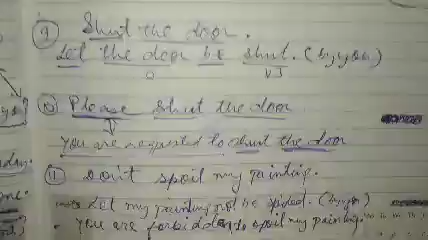 9 Shut the door.
Let the door be shut. (by you)
O V3
10 Please shut the door
You are requested to shut the door
11 Don't spoil my painting.
Let my painting not be spoiled. (by you)
You are forbidden to spoil my painting.